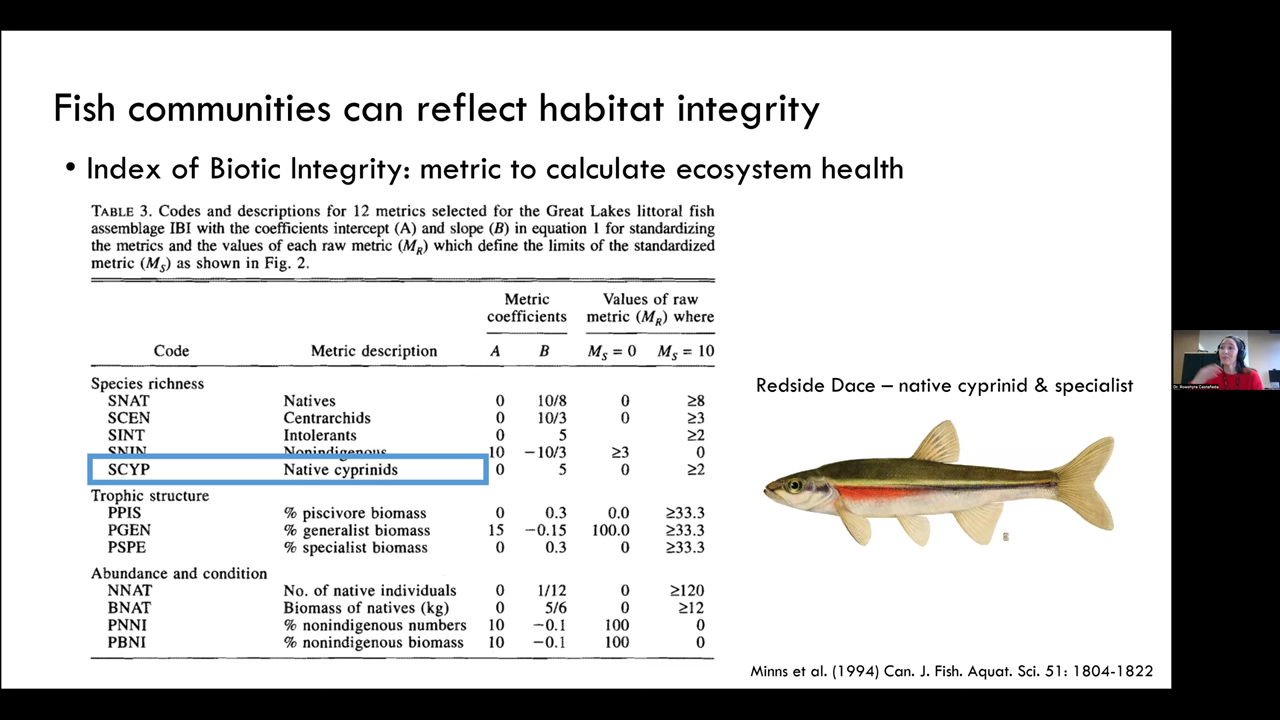 Fish communities can reflect habitat integrity
• Index of Biotic Integrity: metric to calculate ecosystem health
TABLE 3. Codes and descriptions for 12 metrics selected for the Great Lakes littoral fish
assemblage IBI with the coefficients intercept (A) and slope (B) in equation 1 for standardizing
the metrics and the values of each raw metric (MR) which define the limits of the standardized
metric (MS) as shown in Fig. 2.
Metric Values of raw
coefficients metric (MR) where
Code Metric description A B MS = 0 MS = 10
Species richness
SNAT Natives 0 10/8 0 ≥8
SCEN Centrarchids 0 10/3 0 ≥3
SINT Intolerants 0 5 ≥2
SNIN Nonindigenous 10 −10/3 ≥3 0
SCYP Native cyprinids 0 5 0 ≥2
Trophic structure
PPIS % piscivore biomass 0 0.3 0.0 ≥33.3
PGEN % generalist biomass 15 −0.15 100.0 ≥33.3
PSPE % specialist biomass 0 0.3 0 ≥33.3
Abundance and condition
NNAT No. of native individuals 0 1/12 0 ≥120
BNAT Biomass of natives (kg) 0 5/6 0 ≥12
PNNI % nonindigenous numbers 10 −0.1 100 0
PBNI % nonindigenous biomass 10 −0.1 100 0
Redside Dace – native cyprinid & specialist
Minns et al. (1994) Can. J. Fish. Aquat. Sci. 51: 1804-1822
Dr. Rowshyra Castañeda